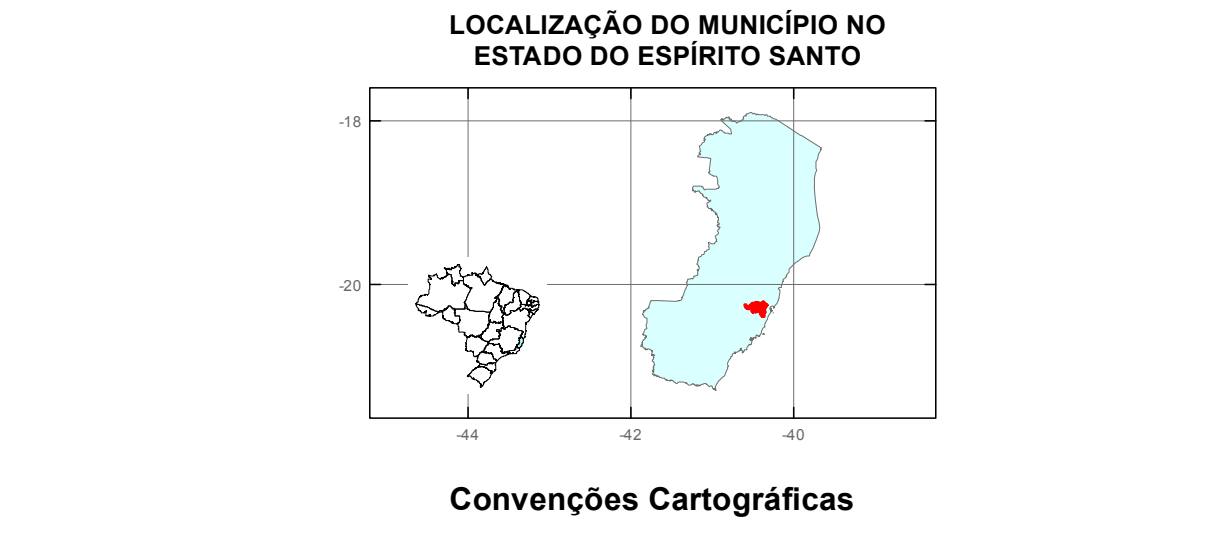 LOCALIZAÇÃO DO MUNICÍPIO NO
ESTADO DO ESPÍRITO SANTO
-18
-20
-44 -42 -40
Convenções Cartográficas